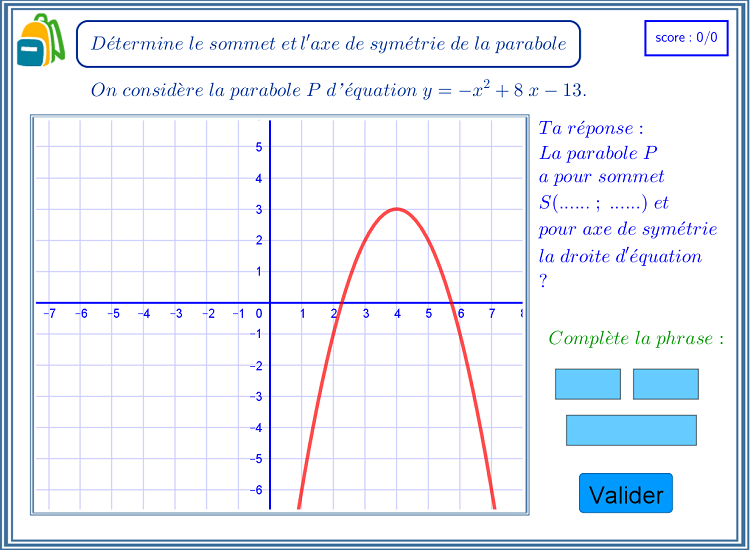 Détermine le sommet et l'axe de symétrie de la parabole
score : 0/0
On considère la parabole P d'équation y = −x² + 8 x − 13.
Ta réponse :
La parabole P
a pour sommet
S(...... ; ......) et
pour axe de symétrie
la droite d'équation
?
5
4
3
2
1
−7 −6 −5 −4 −3 −2 −1 0 1 2 3 4 5 6 7 8
−1
−2
−3
−4
−5
−6
Complète la phrase :
Valider